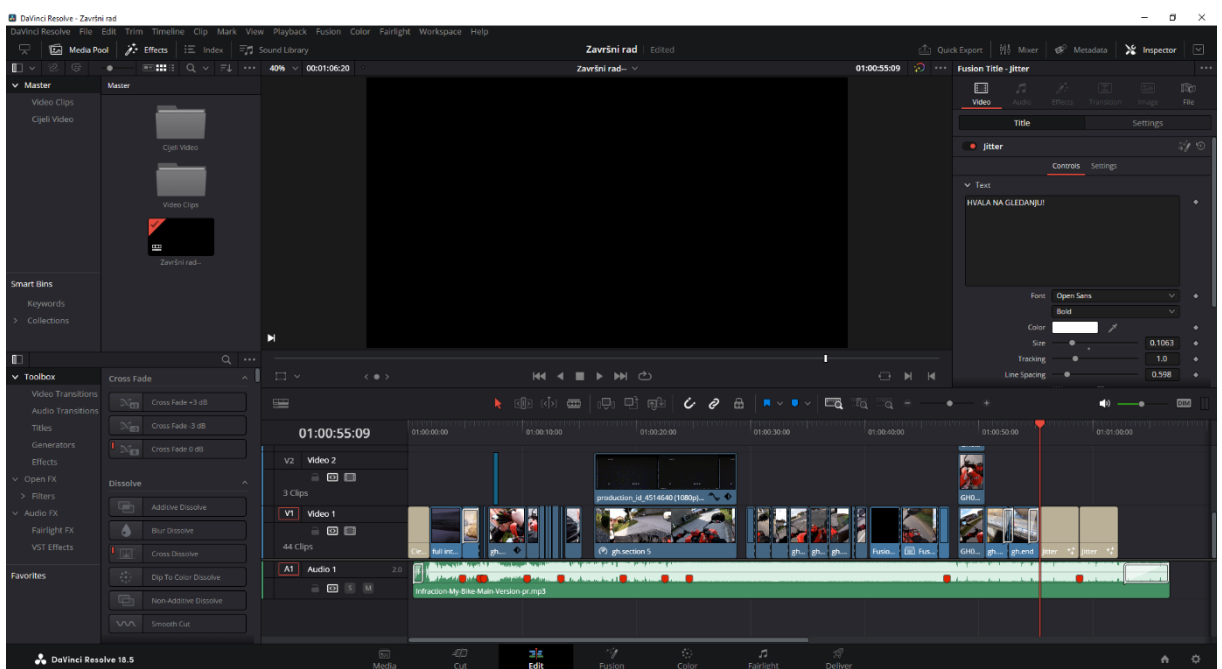 DaVinci Resolve - Završni rad
DaVinci Resolve File Edit Trim Timeline Clip Mark View Playback Fusion Color Fairlight Workspace Help
Media Pool Effects Index Sound Library Završni rad Edited Quick Export Mixer Metadata Inspector
40% 00:01:06:20 Završni rad-- 01:00:55:09 Fusion Title - Jitter
Master Master
Video Clips
Cijeli Video
Cijeli Video
Video Clips
Završni rad--
Smart Bins
Keywords
Collections
Video Audio Effects Transition Image File
Title Settings
Jitter
Controls Settings
Text
HVALA NA GLEDANJU!
Font Open Sans
Bold
Color
Size 0.1063
Tracking 1.0
Line Spacing 0.598
Toolbox Cross Fade
Video Transitions Cross Fade +3 dB
Audio Transitions
Titles Cross Fade -3 dB
Generators Cross Fade 0 dB
Effects
Open FX Dissolve
Filters Additive Dissolve
Audio FX
Fairlight FX Blur Dissolve
VST Effects Cross Dissolve
Favorites Dip To Color Dissolve
Non-Additive Dissolve
Smooth Cut
DIM
01:00:55:09 01:00:00:00 01:00:10:00 01:00:20:00 01:00:30:00 01:00:40:00 01:00:50:00 01:01:00:00
V2 Video 2
3 Clips production_id_4514640 (1080p)... GH0...
V1 Video 1
44 Clips Cle... full int... gh... gh.section 5 gh... gh... gh... Fusio... Fus... GH0... gh... gh.end Jitter Jitter
A1 Audio 1 2.0
S M Infraction-My-Bike-Main-Version-pr.mp3
DaVinci Resolve 18.5 Media Cut Edit Fusion Color Fairlight Deliver